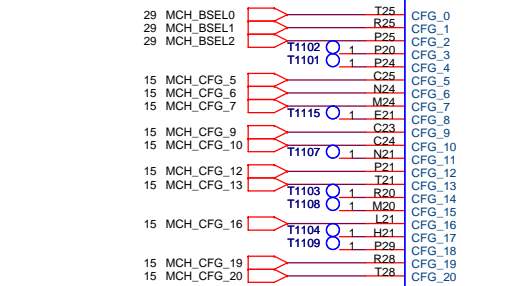 29 MCH_BSEL0 T25 CFG_0
29 MCH_BSEL1 R25 CFG_1
29 MCH_BSEL2 P25 CFG_2
T1102 1 P20 CFG_3
T1101 1 P24 CFG_4
15 MCH_CFG_5 C25 CFG_5
15 MCH_CFG_6 N24 CFG_6
15 MCH_CFG_7 M24 CFG_7
T1115 1 E21 CFG_8
15 MCH_CFG_9 C23 CFG_9
15 MCH_CFG_10 C24 CFG_10
T1107 1 N21 CFG_11
15 MCH_CFG_12 P21 CFG_12
15 MCH_CFG_13 T21 CFG_13
T1103 1 R20 CFG_14
T1108 1 M20 CFG_15
15 MCH_CFG_16 L21 CFG_16
T1104 1 H21 CFG_17
T1109 1 P29 CFG_18
15 MCH_CFG_19 R28 CFG_19
15 MCH_CFG_20 T28 CFG_20